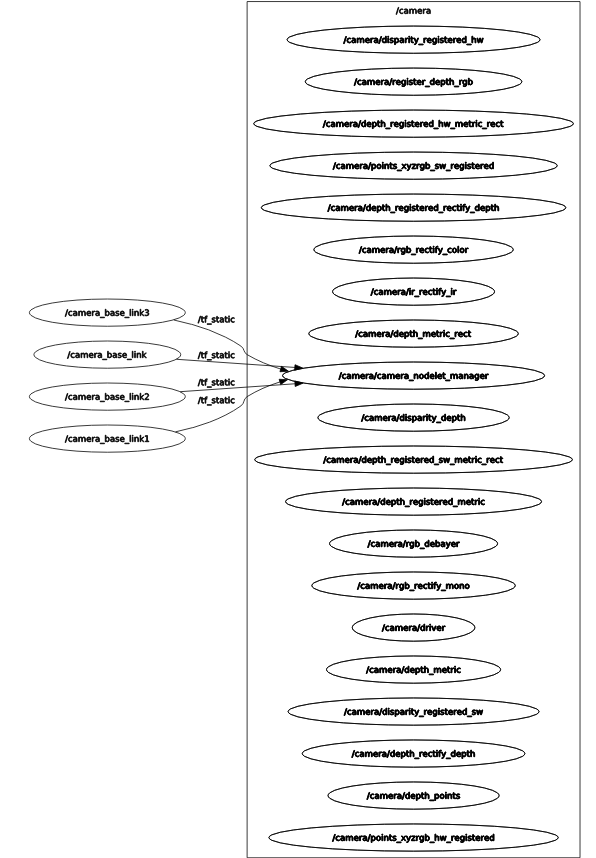 /camera
/camera/disparity_registered_hw
/camera/register_depth_rgb
/camera/depth_registered_hw_metric_rect
/camera/points_xyzrgb_sw_registered
/camera/depth_registered_rectify_depth
/camera/rgb_rectify_color
/camera/ir_rectify_ir
/camera_base_link3
/tf_static
/camera/depth_metric_rect
/camera_base_link
/tf_static
/camera/camera_nodelet_manager
/camera_base_link2
/tf_static
/tf_static
/camera/disparity_depth
/camera_base_link1
/camera/depth_registered_sw_metric_rect
/camera/depth_registered_metric
/camera/rgb_debayer
/camera/rgb_rectify_mono
/camera/driver
/camera/depth_metric
/camera/disparity_registered_sw
/camera/depth_rectify_depth
/camera/depth_points
/camera/points_xyzrgb_hw_registered